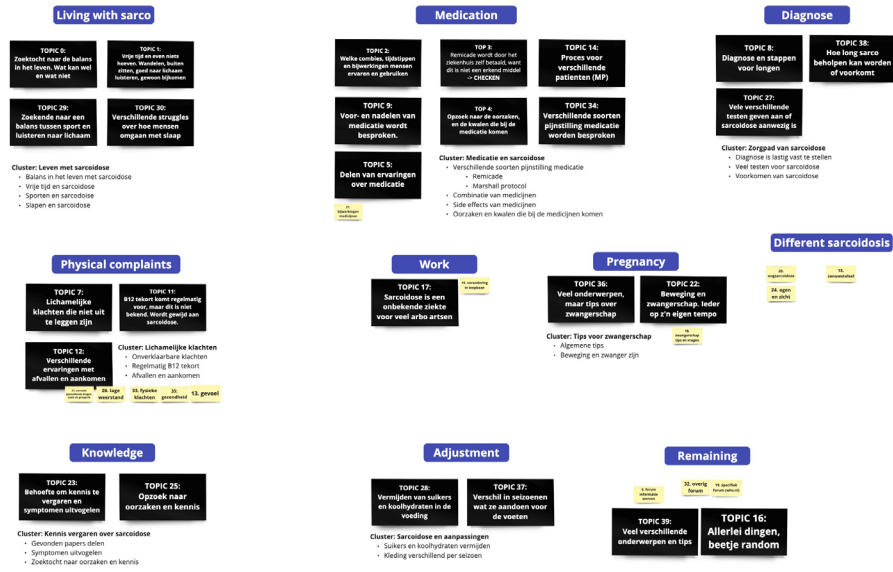 Living with sarco
TOPIC 0:
Zoektocht naar de balans
in het leven. Wat kan wel
en wat niet
TOPIC 1:
Vrije tijd en even niets
hoeven. Wandelen, buiten
zitten, goed naar lichaam
luisteren, gewoon bijkomen
TOPIC 29:
Zoekende naar een
balans tussen sport en
luisteren naar lichaam
TOPIC 30:
Verschillende struggles
over hoe mensen
omgaan met slaap
Cluster: Leven met sarcoidose
• Balans in het leven met sarcoidose
• Vrije tijd en sarcoidose
• Sporten en sarcodoise
• Slapen en sarcoidose
Medication
TOPIC 2:
Welke combies, tijdstippen
en bijwerkingen mensen
ervaren en gebruiken
TOP 3:
Remicade wordt door het
ziekenhuis zelf betaald, want
dit is niet een erkend middel
-> CHECKEN
TOPIC 14:
Proces voor
verschillende
patienten (MP)
TOPIC 9:
Voor- en nadelen van
medicatie wordt
besproken.
TOP 4:
Opzoek naar de oorzaken,
en de kwalen die bij de
medicatie komen
TOPIC 34:
Verschillende soorten
pijnstilling medicatie
worden besproken
TOPIC 5:
Delen van ervaringen
over medicatie
bijwerkingen
medicijnen
Cluster: Medicatie en sarcoidose
• Verschillende soorten pijnstilling medicatie
• Remicade
• Marshall protocol
• Combinatie van medicijnen
• Side effects van medicijnen
• Oorzaken en kwalen die bij de medicijnen komen
Diagnose
TOPIC 8:
Diagnose en stappen
voor longen
TOPIC 38:
Hoe long sarco
beholpen kan worden
of voorkomt
TOPIC 27:
Vele verschillende
testen geven aan of
sarcoidose aanwezig is
Cluster: Zorgpad van sarcoidose
• Diagnose is lastig vast te stellen
• Veel testen voor sarcoidose
• Voorkomen van sarcoidose
Physical complaints
TOPIC 7:
Lichamelijke
klachten die niet uit
te leggen zijn
TOPIC 11:
B12 tekort komt regelmatig
voor, maar dit is niet
bekend. Wordt gewijd aan
sarcoidose.
TOPIC 12:
Verschillende
ervaringen met
afvallen en aankomen
Cluster: Lichamelijke klachten
• Onverklaarbare klachten
• Regelmatig B12 tekort
• Afvallen en aankomen
26. lage
weerstand
33. fysieke
klachten
35:
gezondheid
13. gevoel
Work
TOPIC 17:
Sarcoidose is een
onbekende ziekte
voor veel arbo artsen
Pregnancy
TOPIC 36:
Veel onderwerpen,
maar tips over
zwangerschap
TOPIC 22:
Beweging en
zwangerschap. Ieder
op z'n eigen tempo
zwangerschap
tips en vragen
Cluster: Tips voor zwangerschap
• Algemene tips
• Beweging en zwanger zijn
Different sarcoidosis
oogsarcoidose
zenuwstelsel
24. ogen
en zicht
Knowledge
TOPIC 23:
Behoefte om kennis te
vergaren en
symptomen uitvogelen
TOPIC 25:
Opzoek naar
oorzaken en kennis
Cluster: Kennis vergaren over sarcoidose
• Gevonden papers delen
• Symptomen uitvogelen
• Zoektocht naar oorzaken en kennis
Adjustment
TOPIC 28:
Vermijden van suikers
en koolhydraten in de
voeding
TOPIC 37:
Verschil in seizoenen
wat ze aandoen voor
de voeten
Cluster: Sarcoidose en aanpassingen
• Suikers en koolhydraten vermijden
• Kleding verschillend per seizoen
Remaining
6. forum
informatie
32. overig
forum
19. specifiek
TOPIC 39:
Veel verschillende
onderwerpen en tips
TOPIC 16:
Allerlei dingen,
beetje random